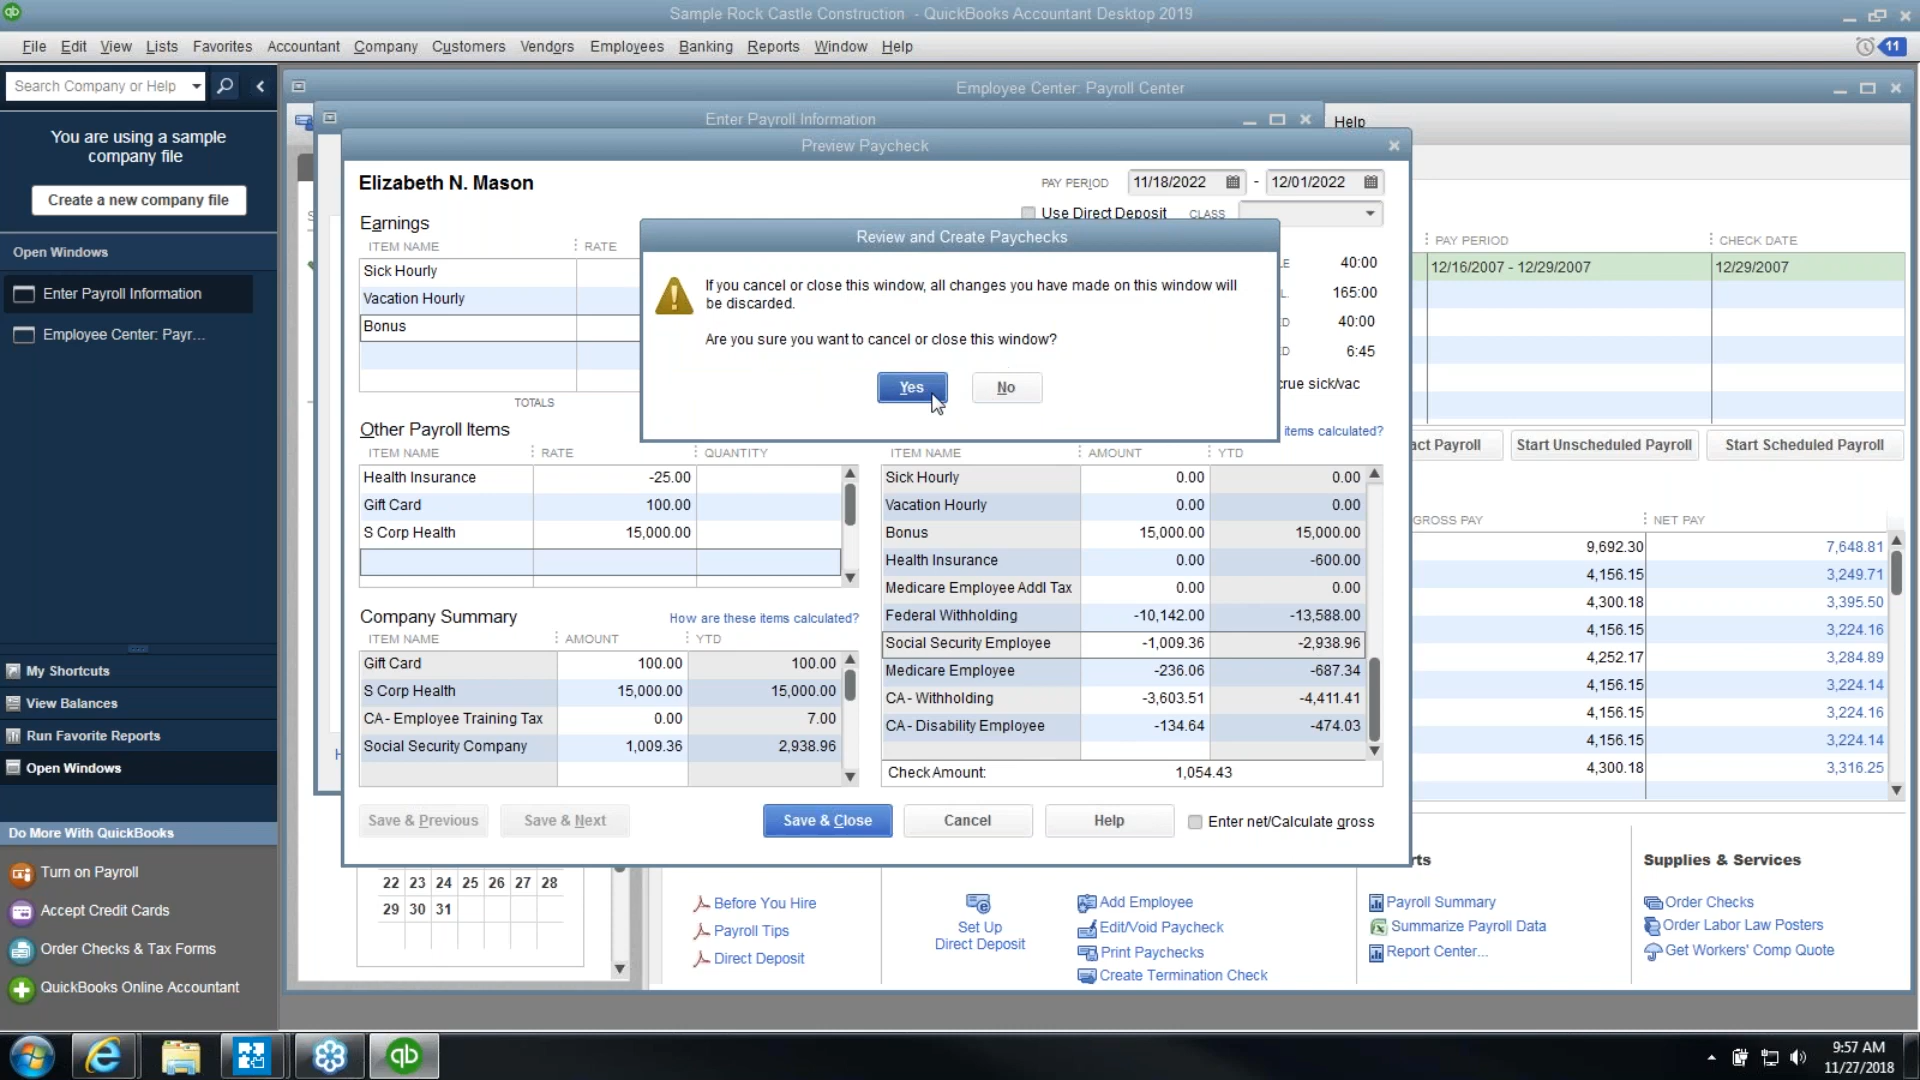 Sample Rock Castle Construction - QuickBooks Accountant Desktop 2019
File Edit View Lists Favorites Accountant Company Customers Vendors Employees Banking Reports Window Help
11
Search Company or Help
You are using a sample
company file
Create a new company file
Open Windows
Enter Payroll Information
Employee Center: Payr...
My Shortcuts
View Balances
Run Favorite Reports
Open Windows
Do More With QuickBooks
Turn on Payroll
Accept Credit Cards
Order Checks & Tax Forms
QuickBooks Online Accountant
Employee Center: Payroll Center
Enter Payroll Information
Help
Preview Paycheck
Elizabeth N. Mason
PAY PERIOD 11/18/2022 - 12/01/2022
Use Direct Deposit CLASS
Earnings
ITEM NAME RATE
Sick Hourly
Vacation Hourly
Bonus
TOTALS
40:00
165:00
40:00
6:45
crue sick/vac
Review and Create Paychecks
If you cancel or close this window, all changes you have made on this window will
be discarded.
Are you sure you want to cancel or close this window?
Yes No
Other Payroll Items
ITEM NAME RATE QUANTITY
Health Insurance -25.00
Gift Card 100.00
S Corp Health 15,000.00
Company Summary How are these items calculated?
ITEM NAME AMOUNT YTD
Gift Card 100.00 100.00
S Corp Health 15,000.00 15,000.00
CA - Employee Training Tax 0.00 7.00
Social Security Company 1,009.36 2,938.96
items calculated?
ITEM NAME AMOUNT YTD
Sick Hourly 0.00 0.00
Vacation Hourly 0.00 0.00
Bonus 15,000.00 15,000.00
Health Insurance 0.00 -600.00
Medicare Employee Addl Tax 0.00 0.00
Federal Withholding -10,142.00 -13,588.00
Social Security Employee -1,009.36 -2,938.96
Medicare Employee -236.06 -687.34
CA - Withholding -3,603.51 -4,411.41
CA - Disability Employee -134.64 -474.03
Check Amount: 1,054.43
Save & Previous Save & Next Save & Close Cancel Help Enter net/Calculate gross
PAY PERIOD CHECK DATE
12/16/2007 - 12/29/2007 12/29/2007
act Payroll Start Unscheduled Payroll Start Scheduled Payroll
GROSS PAY NET PAY
9,692.30 7,648.81
4,156.15 3,249.71
4,300.18 3,395.50
4,156.15 3,224.16
4,252.17 3,284.89
4,156.15 3,224.14
4,156.15 3,224.16
4,156.15 3,224.14
4,300.18 3,316.25
22 23 24 25 26 27 28
29 30 31
Before You Hire
Payroll Tips
Direct Deposit
Set Up
Direct Deposit
Add Employee
Edit/Void Paycheck
Print Paychecks
Create Termination Check
rts
Payroll Summary
Summarize Payroll Data
Report Center...
Supplies & Services
Order Checks
Order Labor Law Posters
Get Workers' Comp Quote
9:57 AM
11/27/2018